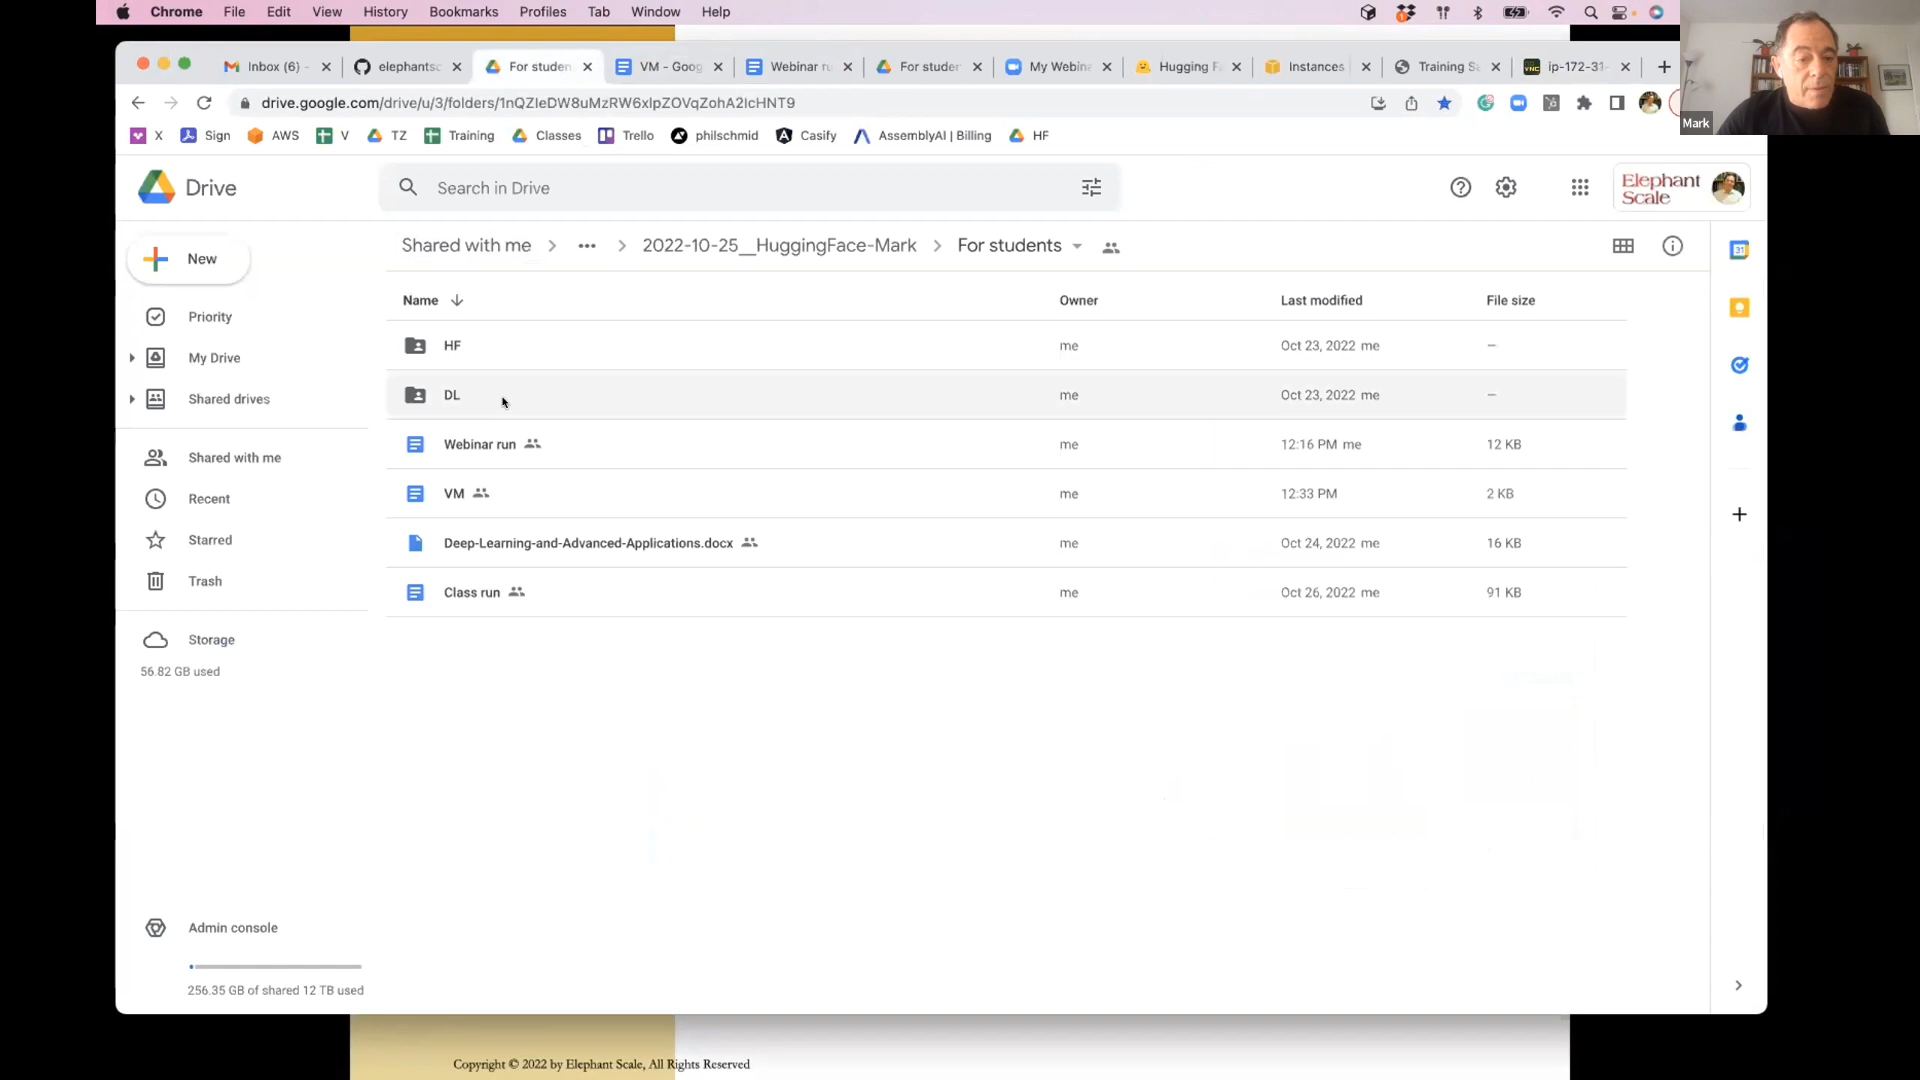 Chrome File Edit View History Bookmarks Profiles Tab Window Help
Inbox (6) - elephantsc For studen VM - Goog Webinar ru For studen My Webina Hugging F Instances Training Su ip-172-31-
drive.google.com/drive/u/3/folders/1nQZIeDW8uMzRW6xIpZOVqZohA2IcHNT9
X Sign AWS V TZ Training Classes Trello philschmid Casify AssemblyAI | Billing HF
Mark
Drive
Search in Drive
Elephant
Scale
New
Priority
My Drive
Shared drives
Shared with me
Recent
Starred
Trash
Storage
56.82 GB used
Admin console
256.35 GB of shared 12 TB used
Shared with me 2022-10-25__HuggingFace-Mark For students
Name Owner Last modified File size
HF me Oct 23, 2022 me –
DL me Oct 23, 2022 me –
Webinar run me 12:16 PM me 12 KB
VM me 12:33 PM 2 KB
Deep-Learning-and-Advanced-Applications.docx me Oct 24, 2022 me 16 KB
Class run me Oct 26, 2022 me 91 KB
31
Copyright © 2022 by Elephant Scale, All Rights Reserved